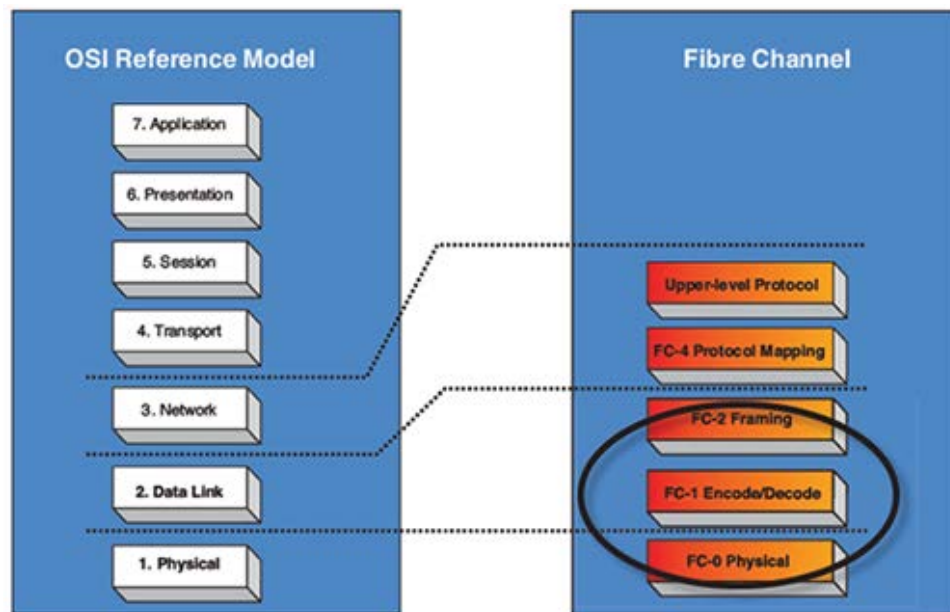 OSI Reference Model
7. Application
6. Presentation
5. Session
4. Transport
3. Network
2. Data Link
1. Physical
Fibre Channel
Upper-level Protocol
FC-4 Protocol Mapping
FC-2 Framing
FC-1 Encode/Decode
FC-0 Physical